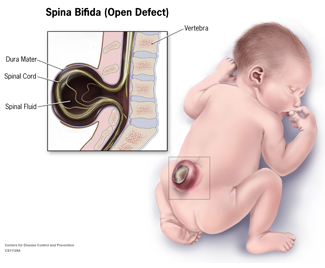 Spina Bifida (Open Defect)
Vertebra
Dura Mater
Spinal Cord
Spinal Fluid
Centers for Disease Control and Prevention